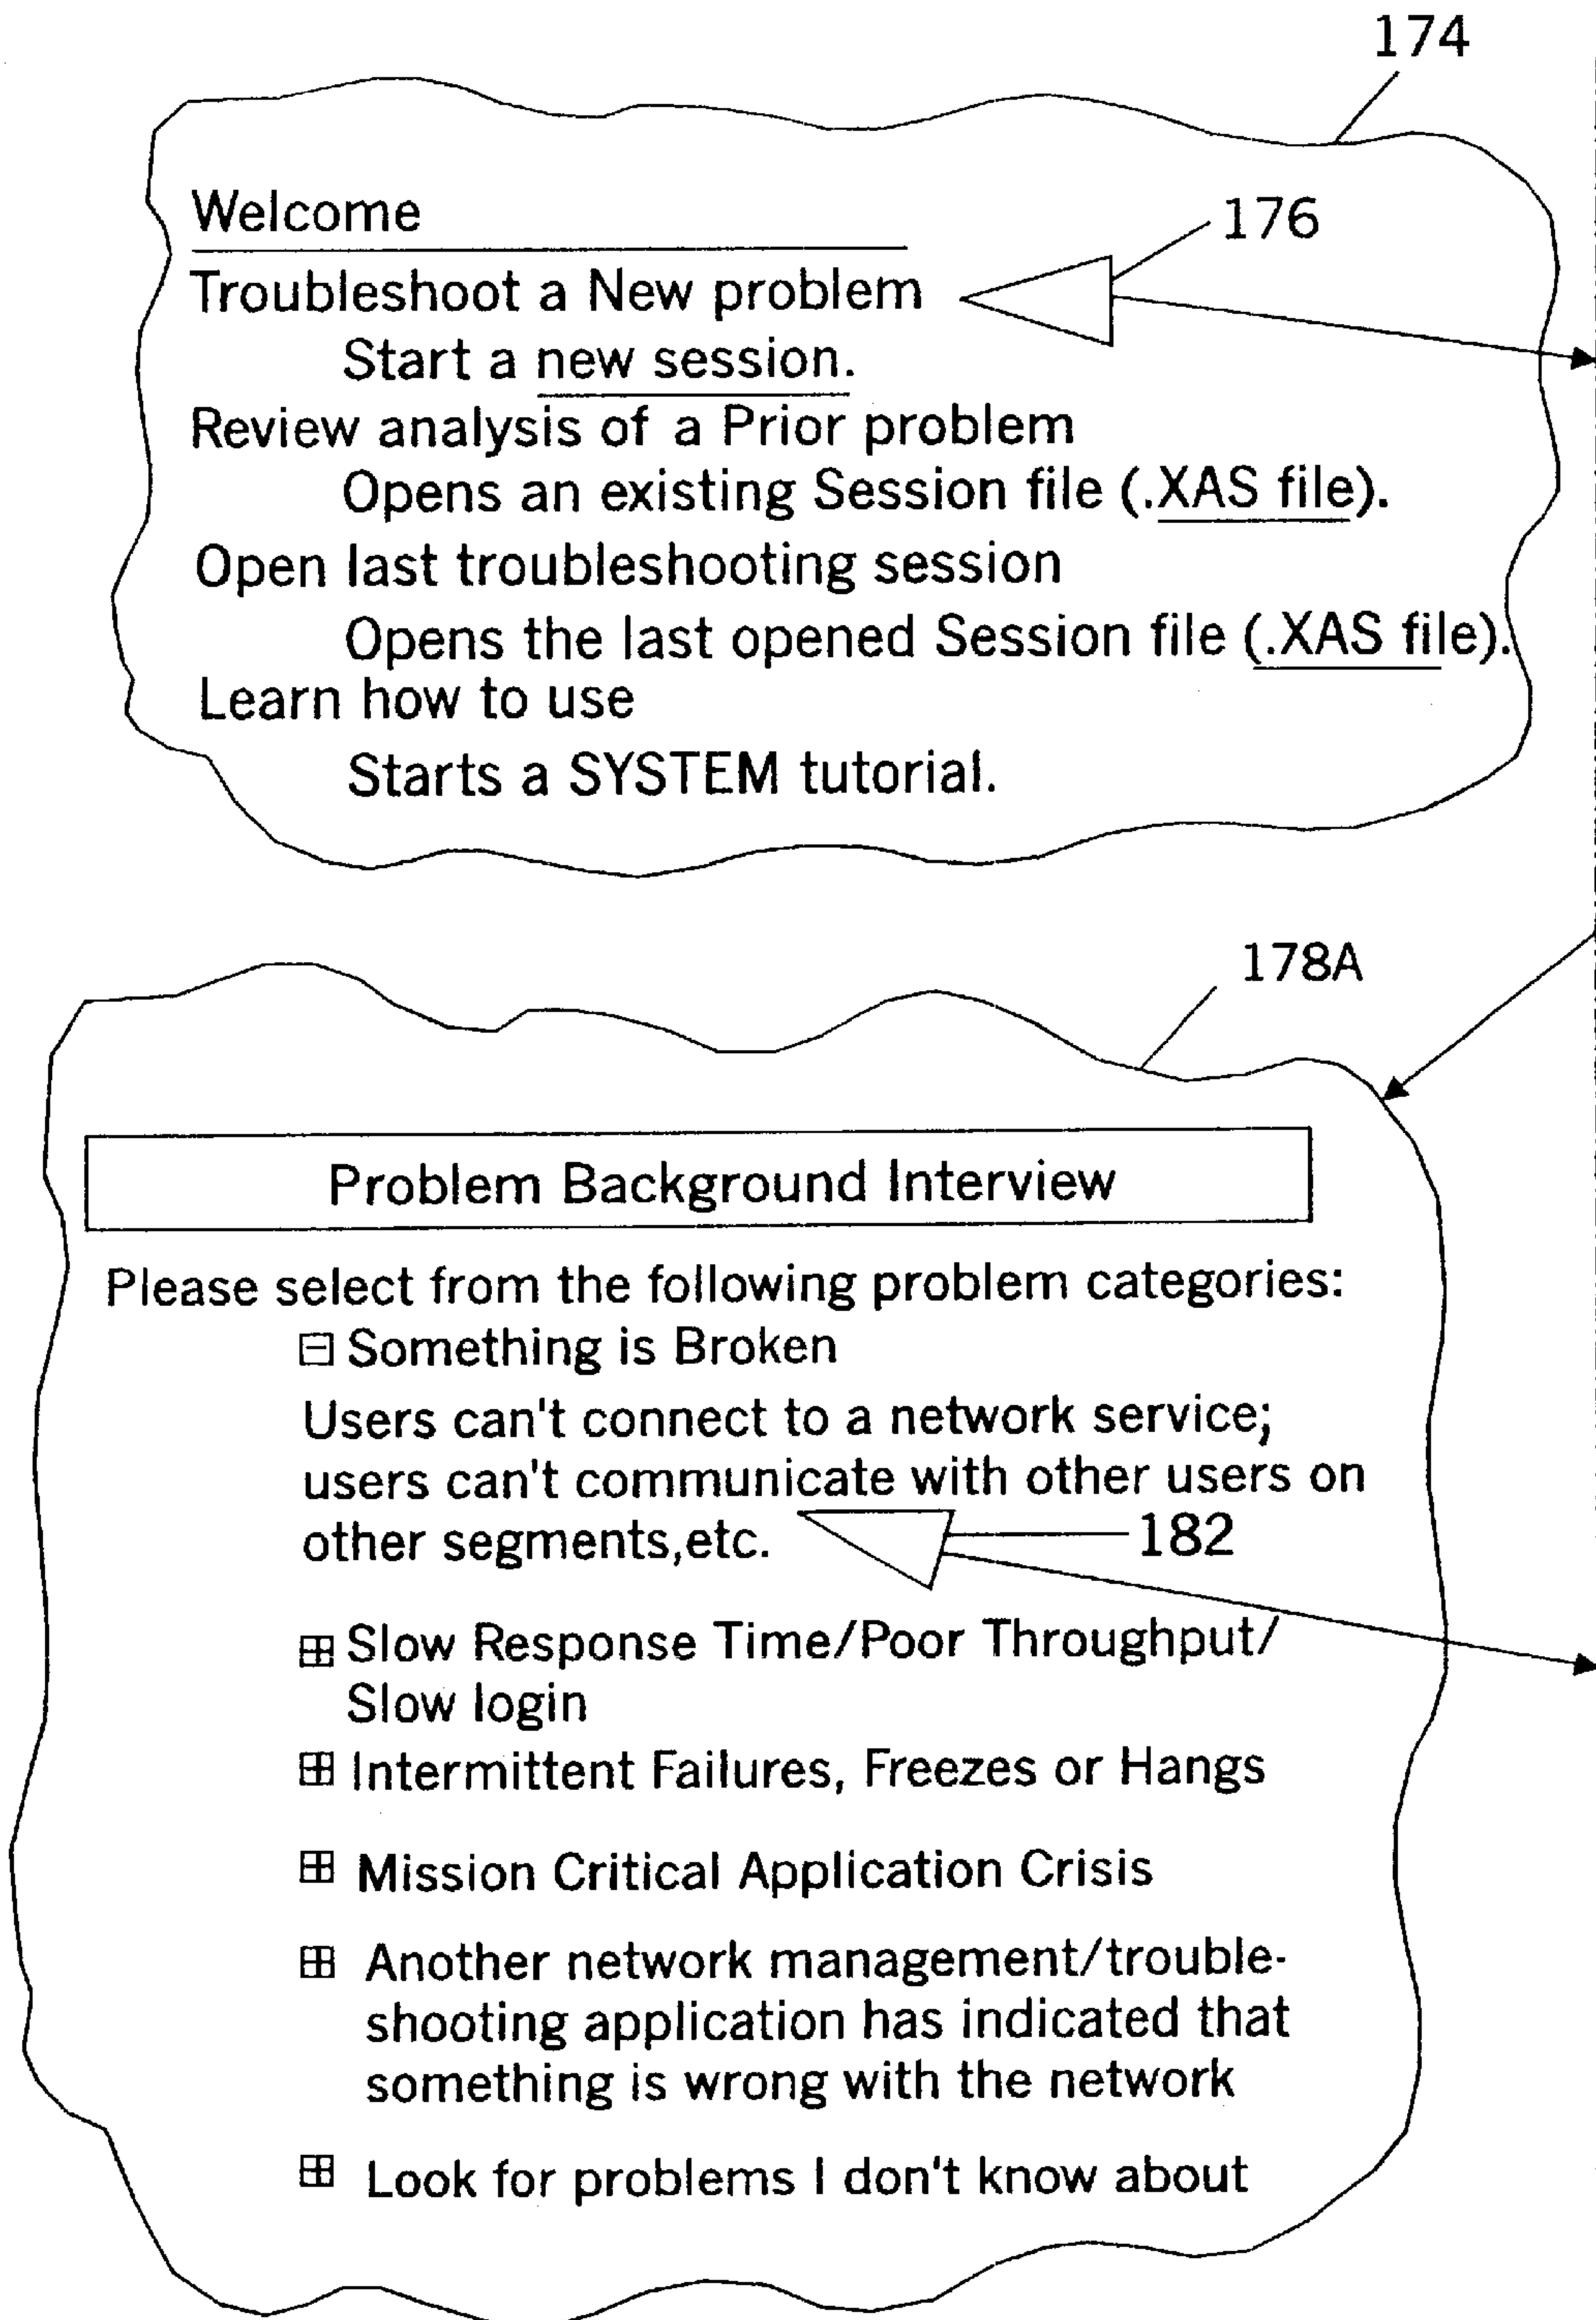 174
Welcome
176
Troubleshoot a New problem
Start a new session.
Review analysis of a Prior problem
Opens an existing Session file (.XAS file).
Open last troubleshooting session
Opens the last opened Session file (.XAS file).
Learn how to use
Starts a SYSTEM tutorial.
178A
Problem Background Interview
Please select from the following problem categories:
Something is Broken
Users can't connect to a network service;
users can't communicate with other users on
other segments,etc.
182
Slow Response Time/Poor Throughput/
Slow login
Intermittent Failures, Freezes or Hangs
Mission Critical Application Crisis
Another network management/trouble-
shooting application has indicated that
something is wrong with the network
Look for problems I don't know about